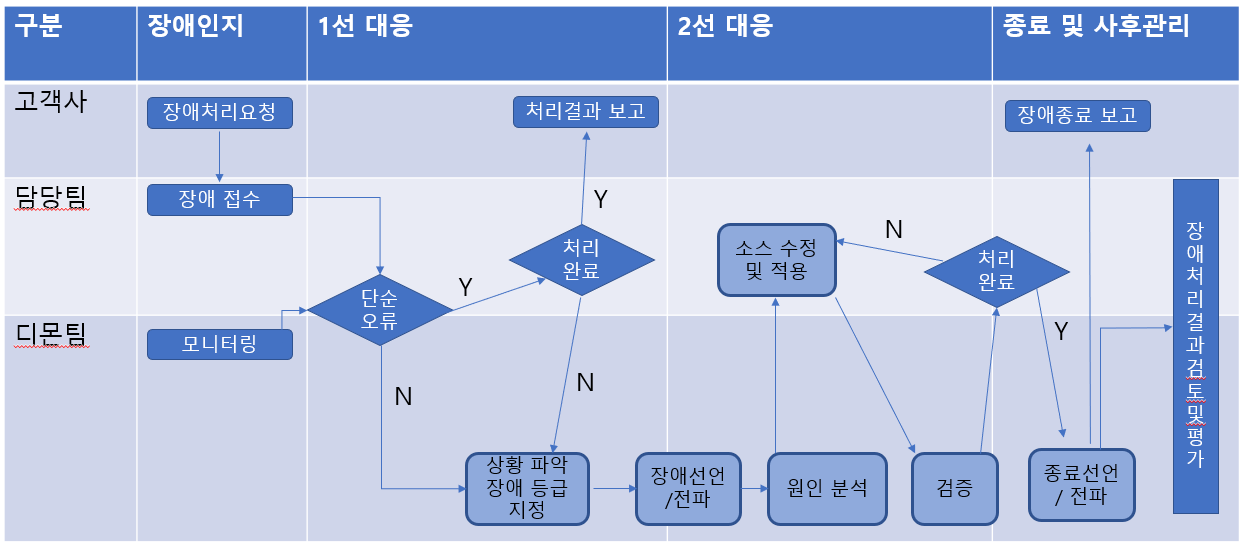 구분
장애인지
1선 대응
2선 대응
종료 및 사후관리
고객사
장애처리요청
처리결과 보고
장애종료 보고
담당팀
장애 접수
Y
처리
완료
소스 수정
및 적용
N
처리
완료
단순
오류
Y
디몬팀
모니터링
N
N
Y
상황 파악
장애 등급
지정
장애선언
/전파
원인 분석
검증
종료선언
/ 전파
장애처리결과검토및평가